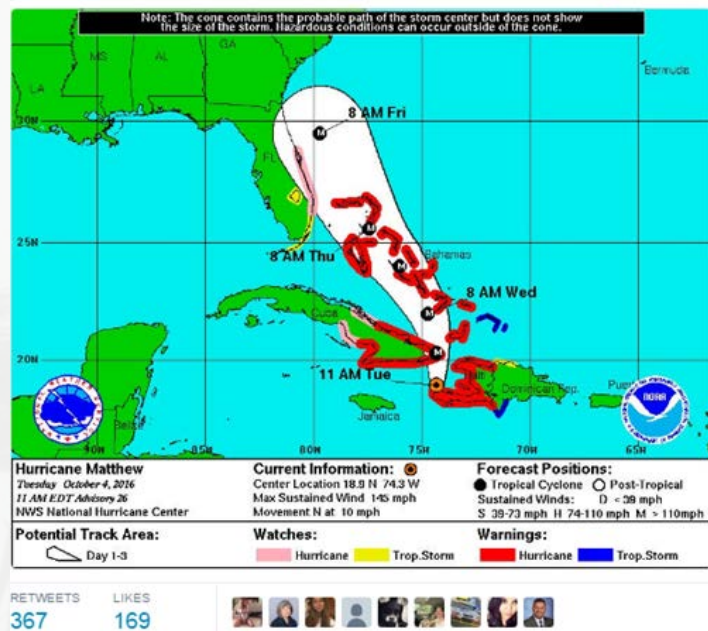 Note: The cone contains the probable path of the storm center but does not show
the size of the storm. Hazardous conditions can occur outside of the cone.
LA
MS
AL
GA
Bermuda
30N
8 AM Fri
M
FL
25N
8 AM Thu
M
Bahamas
M
8 AM Wed
M
Cuba
20N
M
11 AM Tue
Haiti
Dominican Rep.
Jamaica
Belize
NOAA
85W
80W
75W
70W
65W
Hurricane Matthew
Tuesday October 4, 2016
11 AM EDT Advisory 26
NWS National Hurricane Center
Current Information:
Center Location 18.9 N 74.3 W
Max Sustained Wind 145 mph
Movement N at 10 mph
Forecast Positions:
Tropical Cyclone Post-Tropical
Sustained Winds: D < 39 mph
S 39-73 mph H 74-110 mph M > 110mph
Potential Track Area:
Day 1-3
Watches:
Hurricane Trop.Storm
Warnings:
Hurricane Trop.Storm
RETWEETS LIKES
367 169